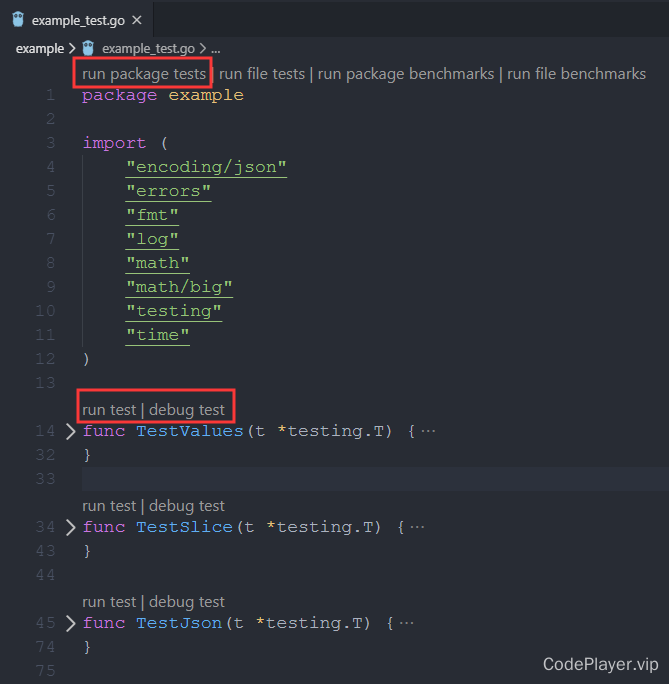 example_test.go ×
example > example_test.go > ...
run package tests | run file tests | run package benchmarks | run file benchmarks
1 package example
2
3 import (
4 "encoding/json"
5 "errors"
6 "fmt"
7 "log"
8 "math"
9 "math/big"
10 "testing"
11 "time"
12 )
13
run test | debug test
14 > func TestValues(t *testing.T) { ···
32 }
33
run test | debug test
34 > func TestSlice(t *testing.T) { ···
43 }
44
run test | debug test
45 > func TestJson(t *testing.T) { ···
74 }
75
CodePlayer.vip